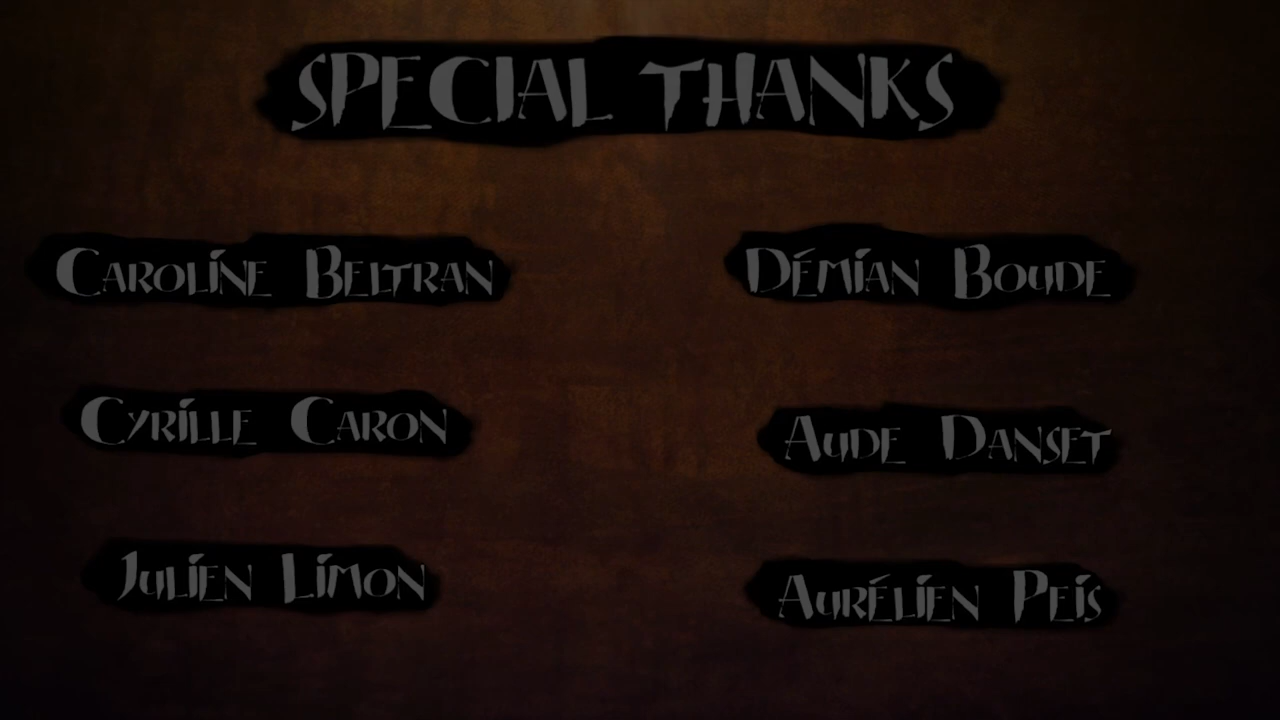 SPECIAL THANKS
CAROLINE BELTRAN
DÉMIAN BOUDE
CYRILLE CARON
AUDE DANSET
JULIEN LIMON
AURÉLIEN PEIS